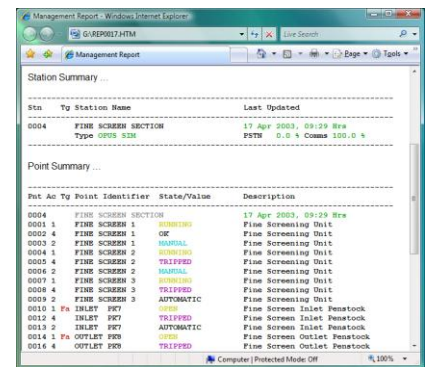 Management Report - Windows Internet Explorer
G:\REP0017.HTM
Live Search
Management Report
Page
Tools
Station Summary ...
Stn Tg Station Name Last Updated
0004 FINE SCREEN SECTION 17 Apr 2003, 09:29 Hrs
Type OPUS SIM PSTN 0.0 % Comms 100.0 %
Point Summary ...
Pnt Ac Tg Point Identifier State/Value Description
0004 FINE SCREEN SECTION 17 Apr 2003, 09:29 Hrs
0001 1 FINE SCREEN 1 RUNNING Fine Screening Unit
0002 4 FINE SCREEN 1 OK Fine Screening Unit
0003 2 FINE SCREEN 1 MANUAL Fine Screening Unit
0004 1 FINE SCREEN 2 RUNNING Fine Screening Unit
0005 4 FINE SCREEN 2 TRIPPED Fine Screening Unit
0006 2 FINE SCREEN 2 MANUAL Fine Screening Unit
0007 1 FINE SCREEN 3 RUNNING Fine Screening Unit
0008 4 FINE SCREEN 3 TRIPPED Fine Screening Unit
0009 2 FINE SCREEN 3 AUTOMATIC Fine Screening Unit
0010 1 Fa INLET PK7 OPEN Fine Screen Inlet Penstock
0012 4 INLET PK7 TRIPPED Fine Screen Inlet Penstock
0013 2 INLET PK7 AUTOMATIC Fine Screen Inlet Penstock
0014 1 Fa OUTLET PK8 OPEN Fine Screen Outlet Penstock
0016 4 OUTLET PK8 TRIPPED Fine Screen Outlet Penstock
Computer | Protected Mode: Off 100%